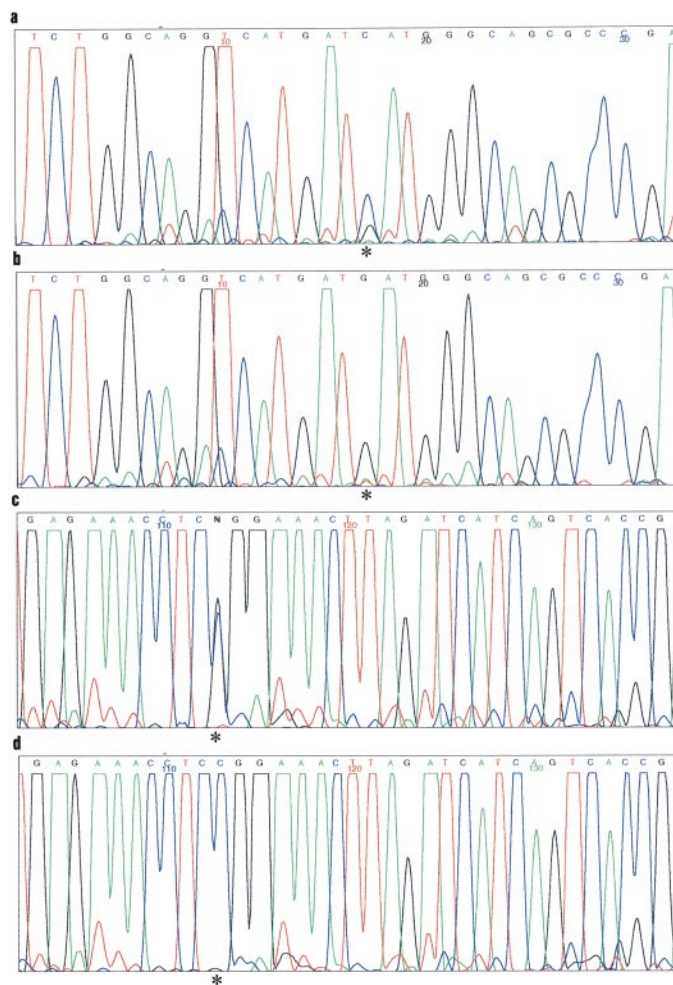 a
T C T G G C A G G T C A T G A T C A T G G G C A G C G C C C G A
10 20 30
*
b
T C T G G C A G G T C A T G A T G A T G G G C A G C G C C C G A
10 20 30
*
c
G A G A A A C C T C N G G A A A C T T A G A T C A T C A G T C A C C G
110 120 130
*
d
G A G A A A C C T C C G G A A A C T T A G A T C A T C A G T C A C C G
110 120 130
*